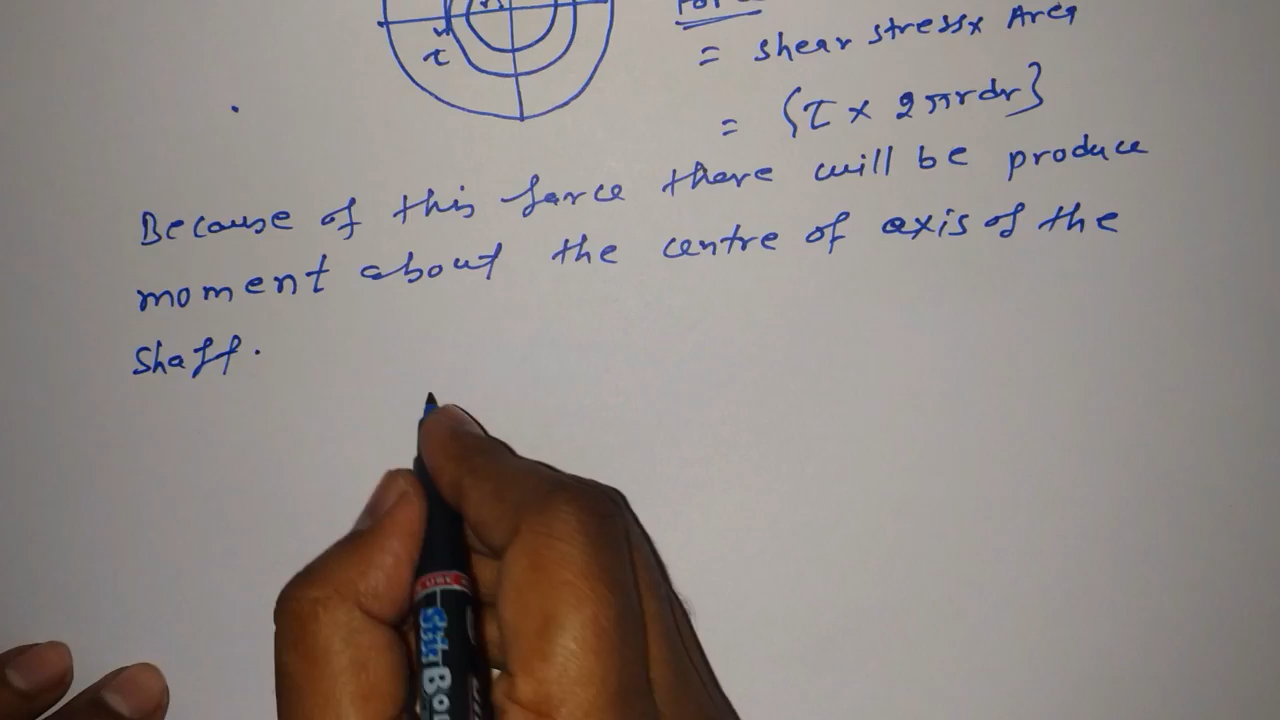 τ
= shear stress x Area
= {τ x 2πrdr}
Because of this force there will be produce
moment about the centre of axis of the
Shaft.